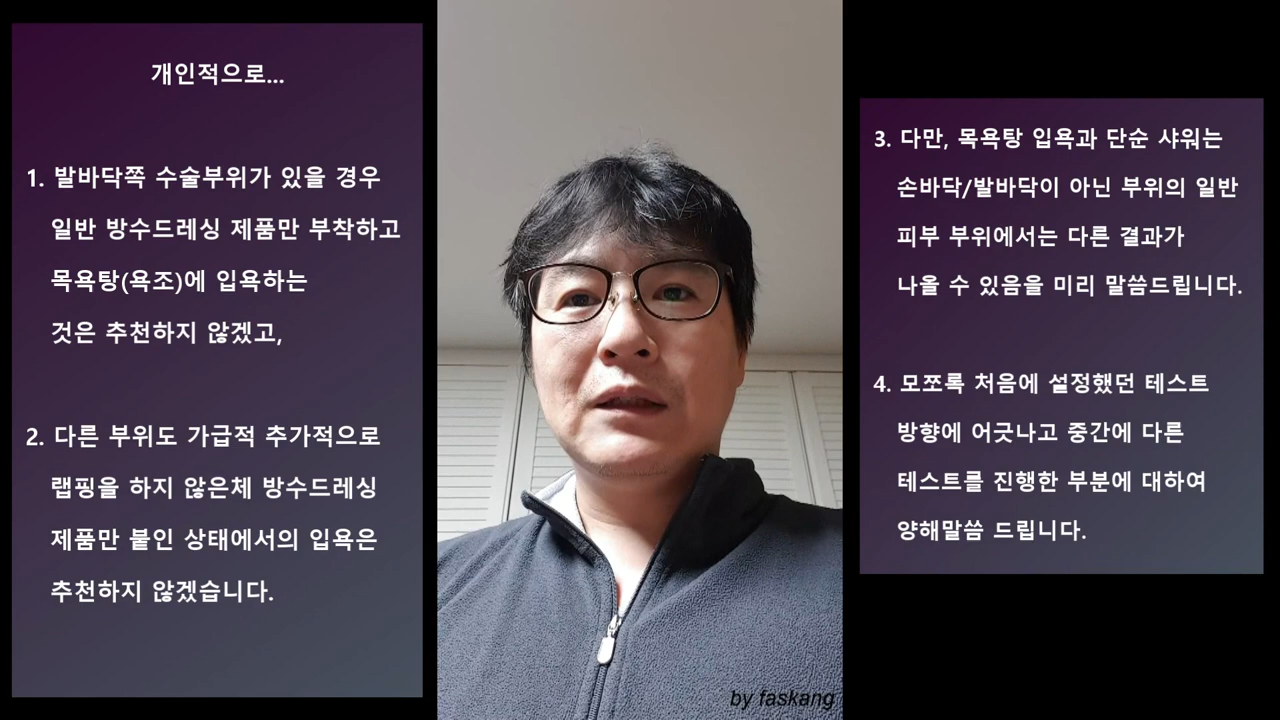 개인적으로...
1. 발바닥쪽 수술부위가 있을 경우
일반 방수드레싱 제품만 부착하고
목욕탕(욕조)에 입욕하는
것은 추천하지 않겠고,
2. 다른 부위도 가급적 추가적으로
랩핑을 하지 않은체 방수드레싱
제품만 붙인 상태에서의 입욕은
추천하지 않겠습니다.
3. 다만, 목욕탕 입욕과 단순 샤워는
손바닥/발바닥이 아닌 부위의 일반
피부 부위에서는 다른 결과가
나올 수 있음을 미리 말씀드립니다.
4. 모쪼록 처음에 설정했던 테스트
방향에 어긋나고 중간에 다른
테스트를 진행한 부분에 대하여
양해말씀 드립니다.
by faskang